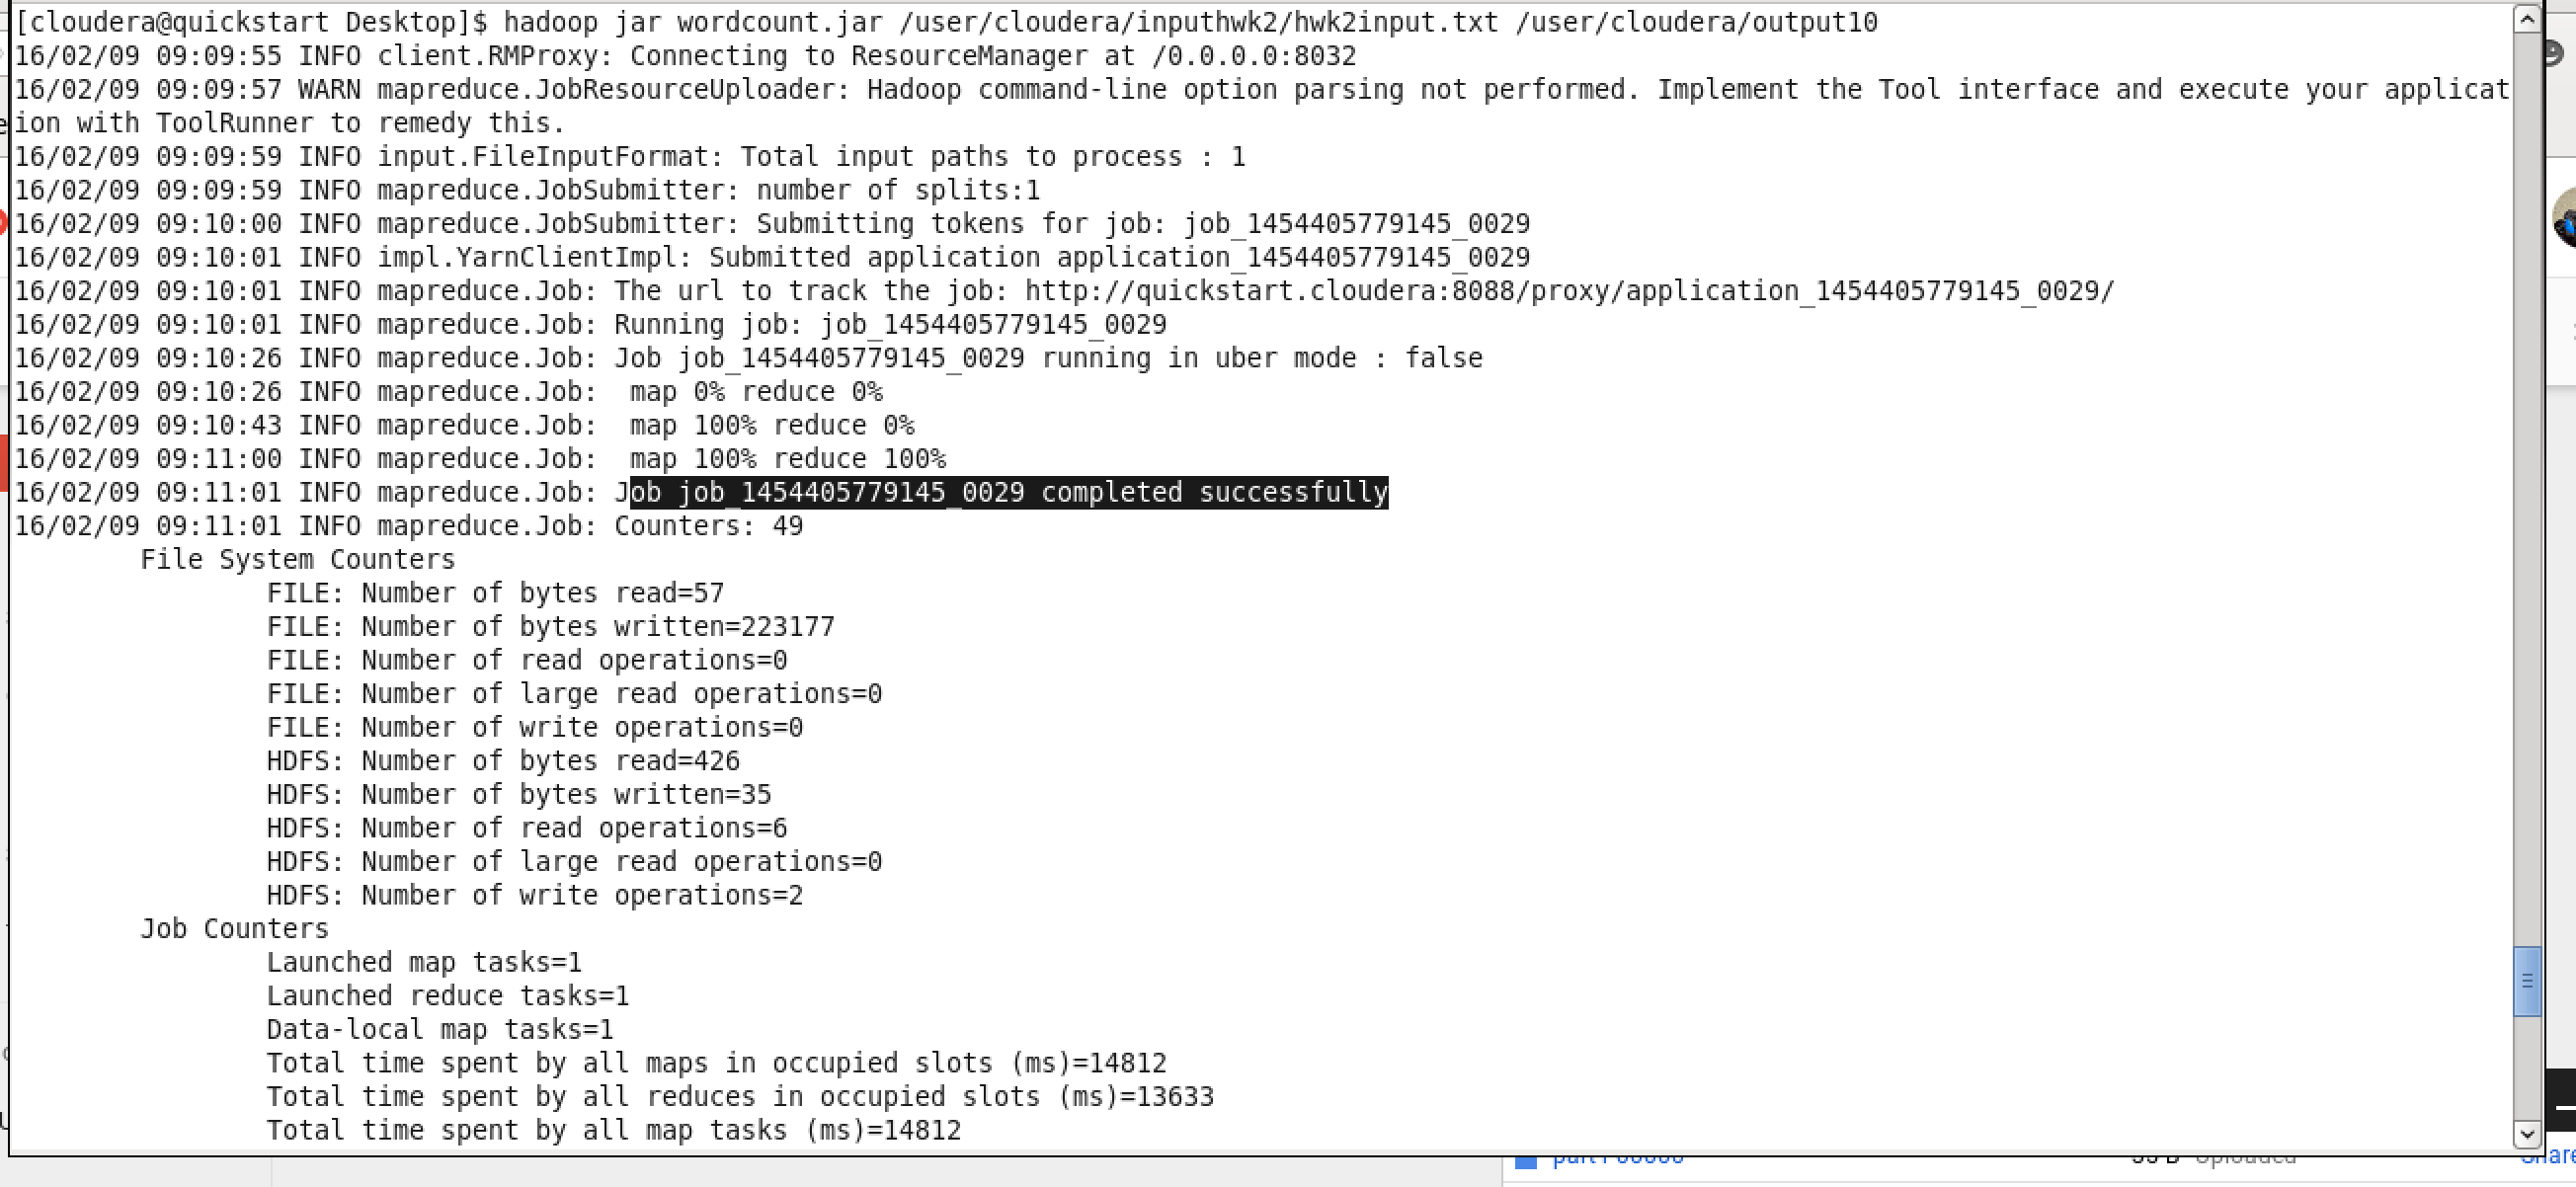 [cloudera@quickstart Desktop]$ hadoop jar wordcount.jar /user/cloudera/inputhwk2/hwk2input.txt /user/cloudera/output10
16/02/09 09:09:55 INFO client.RMProxy: Connecting to ResourceManager at /0.0.0.0:8032
16/02/09 09:09:57 WARN mapreduce.JobResourceUploader: Hadoop command-line option parsing not performed. Implement the Tool interface and execute your applicat
ion with ToolRunner to remedy this.
16/02/09 09:09:59 INFO input.FileInputFormat: Total input paths to process : 1
16/02/09 09:09:59 INFO mapreduce.JobSubmitter: number of splits:1
16/02/09 09:10:00 INFO mapreduce.JobSubmitter: Submitting tokens for job: job_1454405779145_0029
16/02/09 09:10:01 INFO impl.YarnClientImpl: Submitted application application_1454405779145_0029
16/02/09 09:10:01 INFO mapreduce.Job: The url to track the job: http://quickstart.cloudera:8088/proxy/application_1454405779145_0029/
16/02/09 09:10:01 INFO mapreduce.Job: Running job: job_1454405779145_0029
16/02/09 09:10:26 INFO mapreduce.Job: Job job_1454405779145_0029 running in uber mode : false
16/02/09 09:10:26 INFO mapreduce.Job:  map 0% reduce 0%
16/02/09 09:10:43 INFO mapreduce.Job:  map 100% reduce 0%
16/02/09 09:11:00 INFO mapreduce.Job:  map 100% reduce 100%
16/02/09 09:11:01 INFO mapreduce.Job: Job job_1454405779145_0029 completed successfully
16/02/09 09:11:01 INFO mapreduce.Job: Counters: 49
File System Counters
FILE: Number of bytes read=57
FILE: Number of bytes written=223177
FILE: Number of read operations=0
FILE: Number of large read operations=0
FILE: Number of write operations=0
HDFS: Number of bytes read=426
HDFS: Number of bytes written=35
HDFS: Number of read operations=6
HDFS: Number of large read operations=0
HDFS: Number of write operations=2
Job Counters
Launched map tasks=1
Launched reduce tasks=1
Data-local map tasks=1
Total time spent by all maps in occupied slots (ms)=14812
Total time spent by all reduces in occupied slots (ms)=13633
Total time spent by all map tasks (ms)=14812